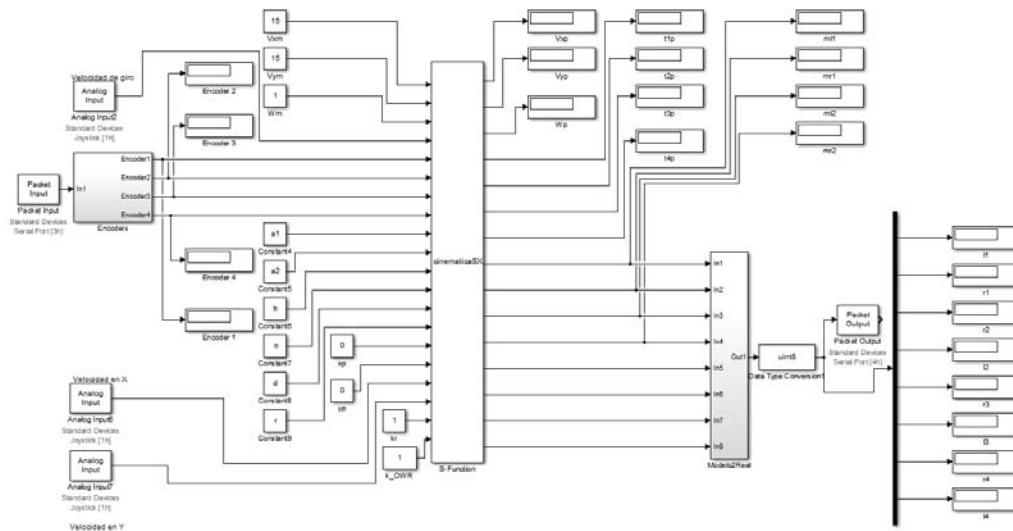 15
Vxm
15
Vym
1
Wm
Velocidad de giro
Analog
Input
Analog Input2
Standard Devices
Joystick [1h]
Encoder 2
Encoder 3
Packet
Input
Packet Input
Standard Devices
Serial Port [3h]
In1
Encoder1
Encoder2
Encoder3
Encoder4
Encoders
Encoder 4
Encoder 1
a1
Constant4
a2
Constant5
Constant6
Constant7
d
Constant8
r
Constant9
0
xp
0
yp
1
kr
1
k_OWR
Velocidad en X
Analog
Input
Analog Input6
Standard Devices
Joystick [1h]
Analog
Input
Analog Input7
Standard Devices
Joystick [1h]
Velocidad en Y
cinematicaSX
S-Function
Vxp
Vyp
Wp
t1p
t2p
t3p
t4p
ml1
mr1
ml2
mr2
In1
In2
In3
In4
In5
In6
In7
In8
Out1
Modelo2Real
uint8
Data Type Conversion1
Packet
Output
Packet Output
Standard Devices
Serial Port [4h]
l1
r1
r2
l2
r3
l3
r4
l4